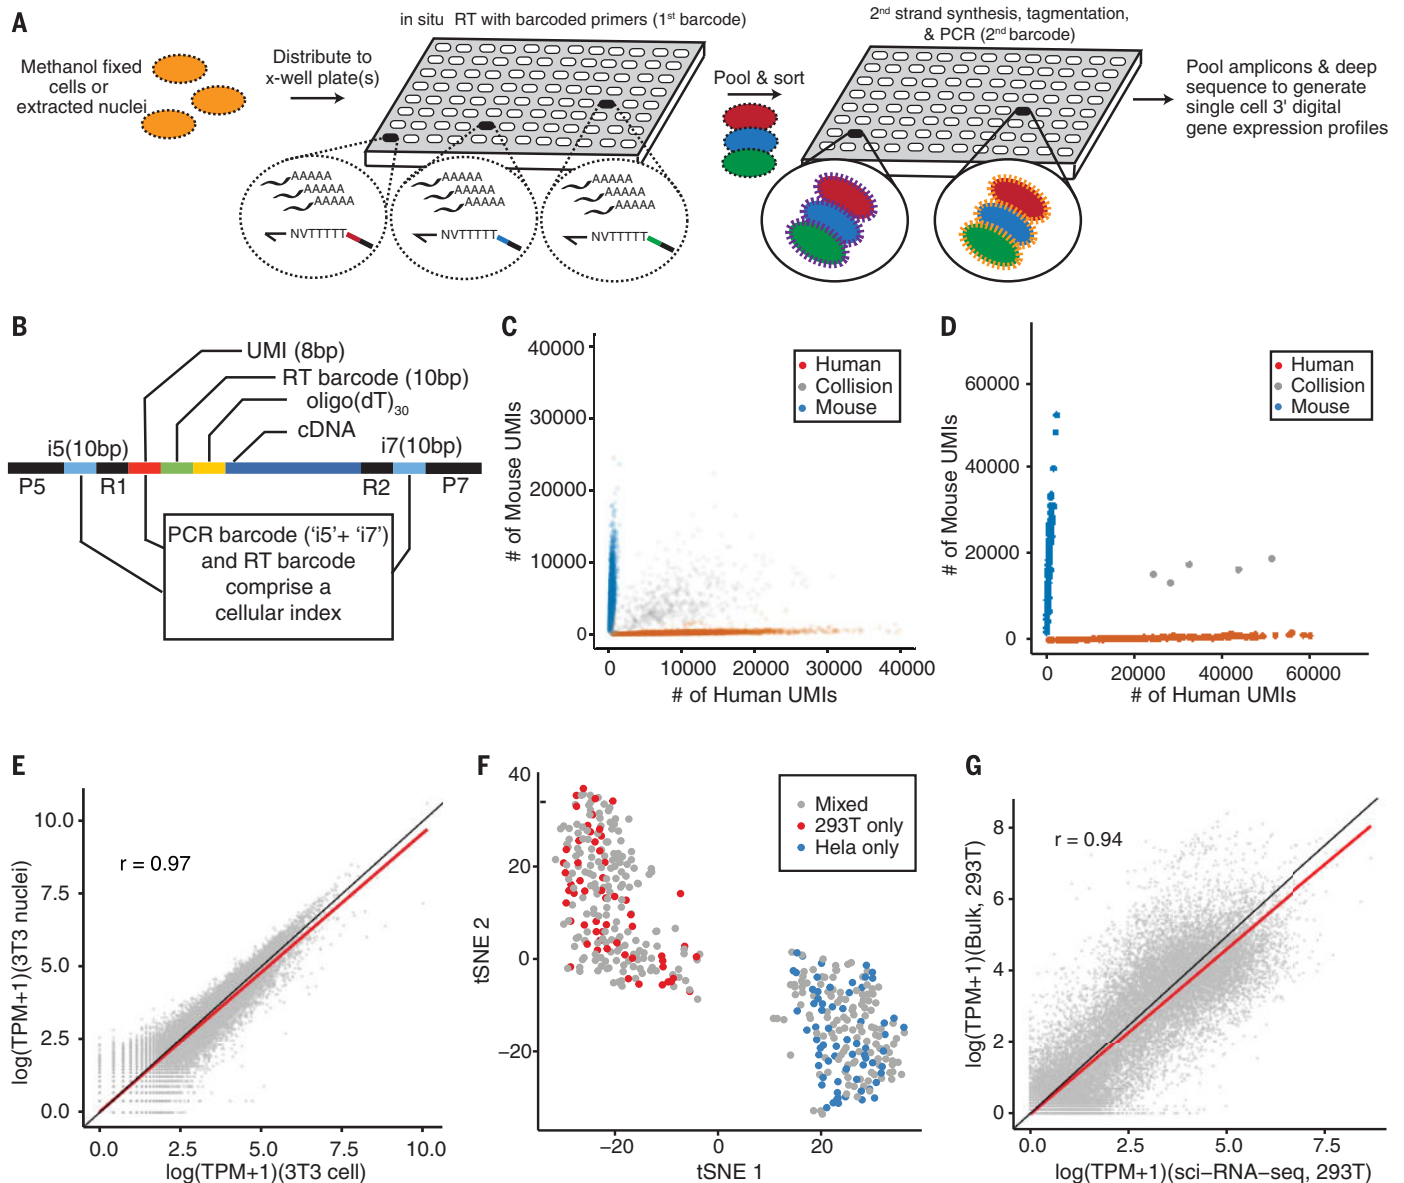 A
Methanol fixed
cells or
extracted nuclei
Distribute to
x-well plate(s)
in situ RT with barcoded primers (1st barcode)
Pool & sort
2nd strand synthesis, tagmentation,
& PCR (2nd barcode)
Pool amplicons & deep
sequence to generate
single cell 3' digital
gene expression profiles
AAAAA
AAAAA
AAAAA
NVTTTTT
AAAAA
AAAAA
AAAAA
NVTTTTT
AAAAA
AAAAA
AAAAA
NVTTTTT
B
UMI (8bp)
RT barcode (10bp)
oligo(dT)30
cDNA
i5(10bp)
i7(10bp)
P5
R1
R2
P7
PCR barcode (‘i5’+ ‘i7’)
and RT barcode
comprise a
cellular index
C
# of Mouse UMIs
40000
30000
20000
10000
0
Human
Collision
Mouse
0 10000 20000 30000 40000
# of Human UMIs
D
# of Mouse UMIs
60000
40000
20000
0
Human
Collision
Mouse
0 20000 40000 60000
# of Human UMIs
E
log(TPM+1)(3T3 nuclei)
10.0
7.5
5.0
2.5
0.0
r = 0.97
0.0 2.5 5.0 7.5 10.0
log(TPM+1)(3T3 cell)
F
tSNE 2
40
20
0
−20
Mixed
293T only
Hela only
−20 0 20
tSNE 1
G
log(TPM+1)(Bulk, 293T)
8
6
4
2
0
r = 0.94
0.0 2.5 5.0 7.5
log(TPM+1)(sci−RNA−seq, 293T)